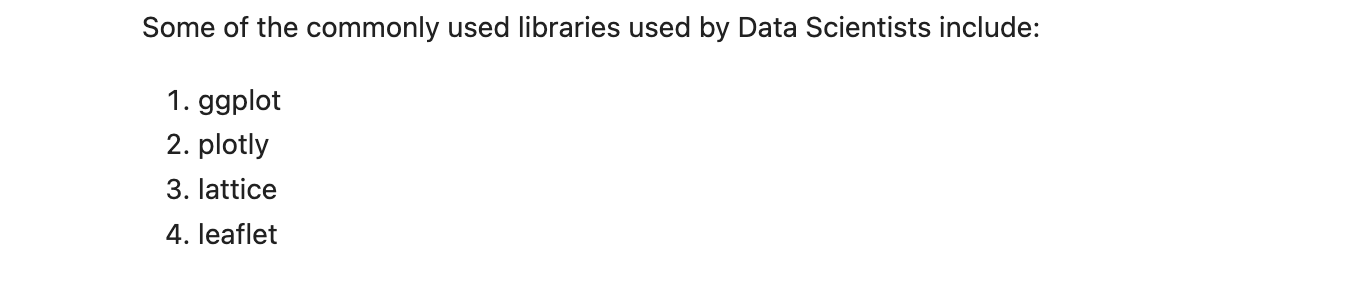 Some of the commonly used libraries used by Data Scientists include:
1. ggplot
2. plotly
3. lattice
4. leaflet